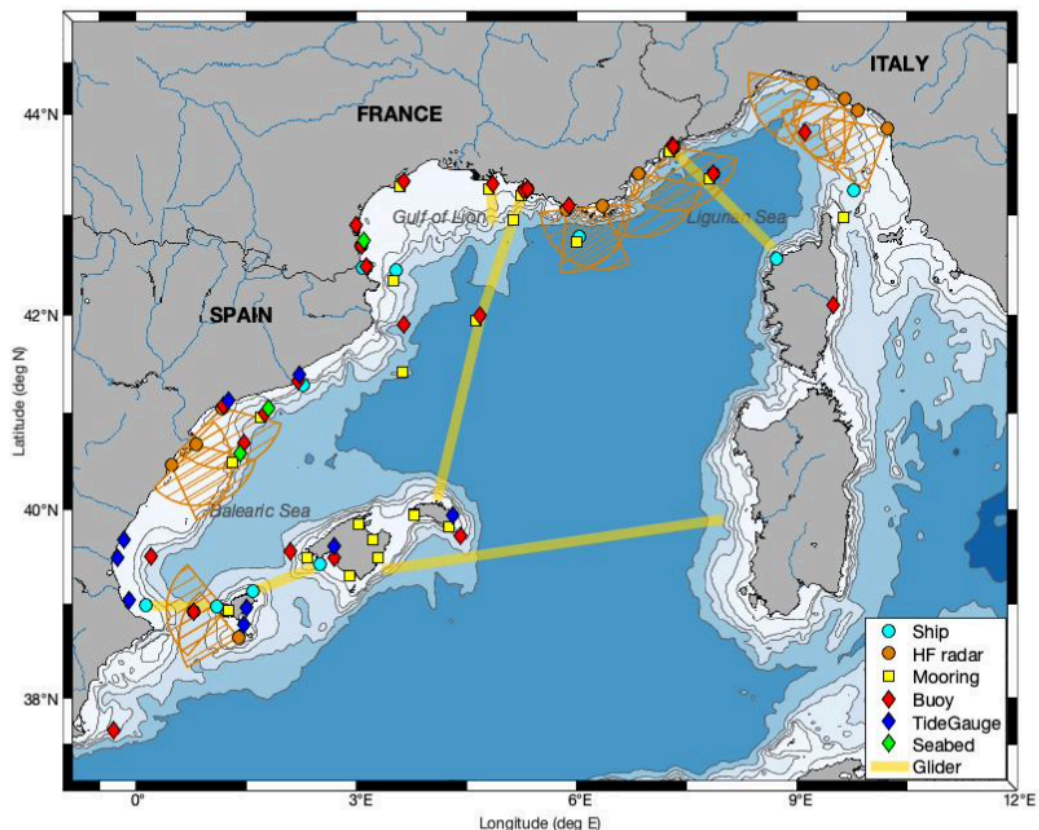 ITALY
44°N
FRANCE
Gulf of Lion
Ligurian Sea
42°N
SPAIN
Latitude (deg N)
40°N
Balearic Sea
38°N
Ship
HF radar
Mooring
Buoy
TideGauge
Seabed
Glider
0°
3°E
6°E
9°E
12°E
Longitude (deg E)